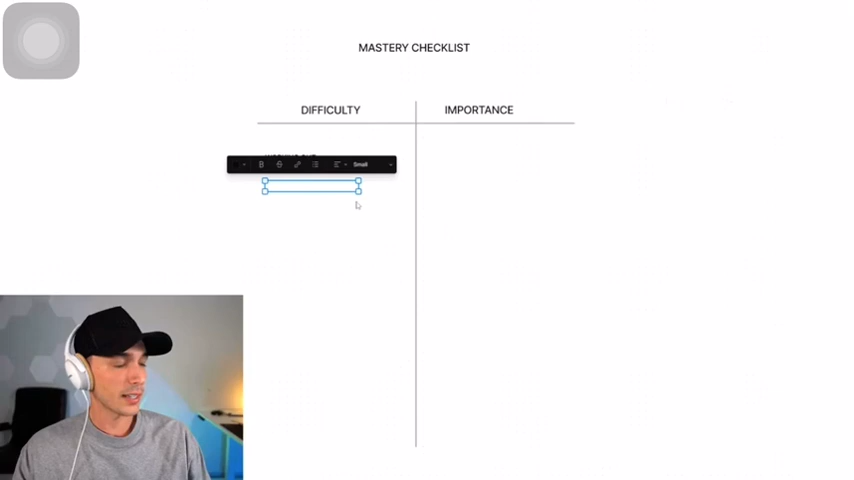 MASTERY CHECKLIST
DIFFICULTY
IMPORTANCE
B S Small